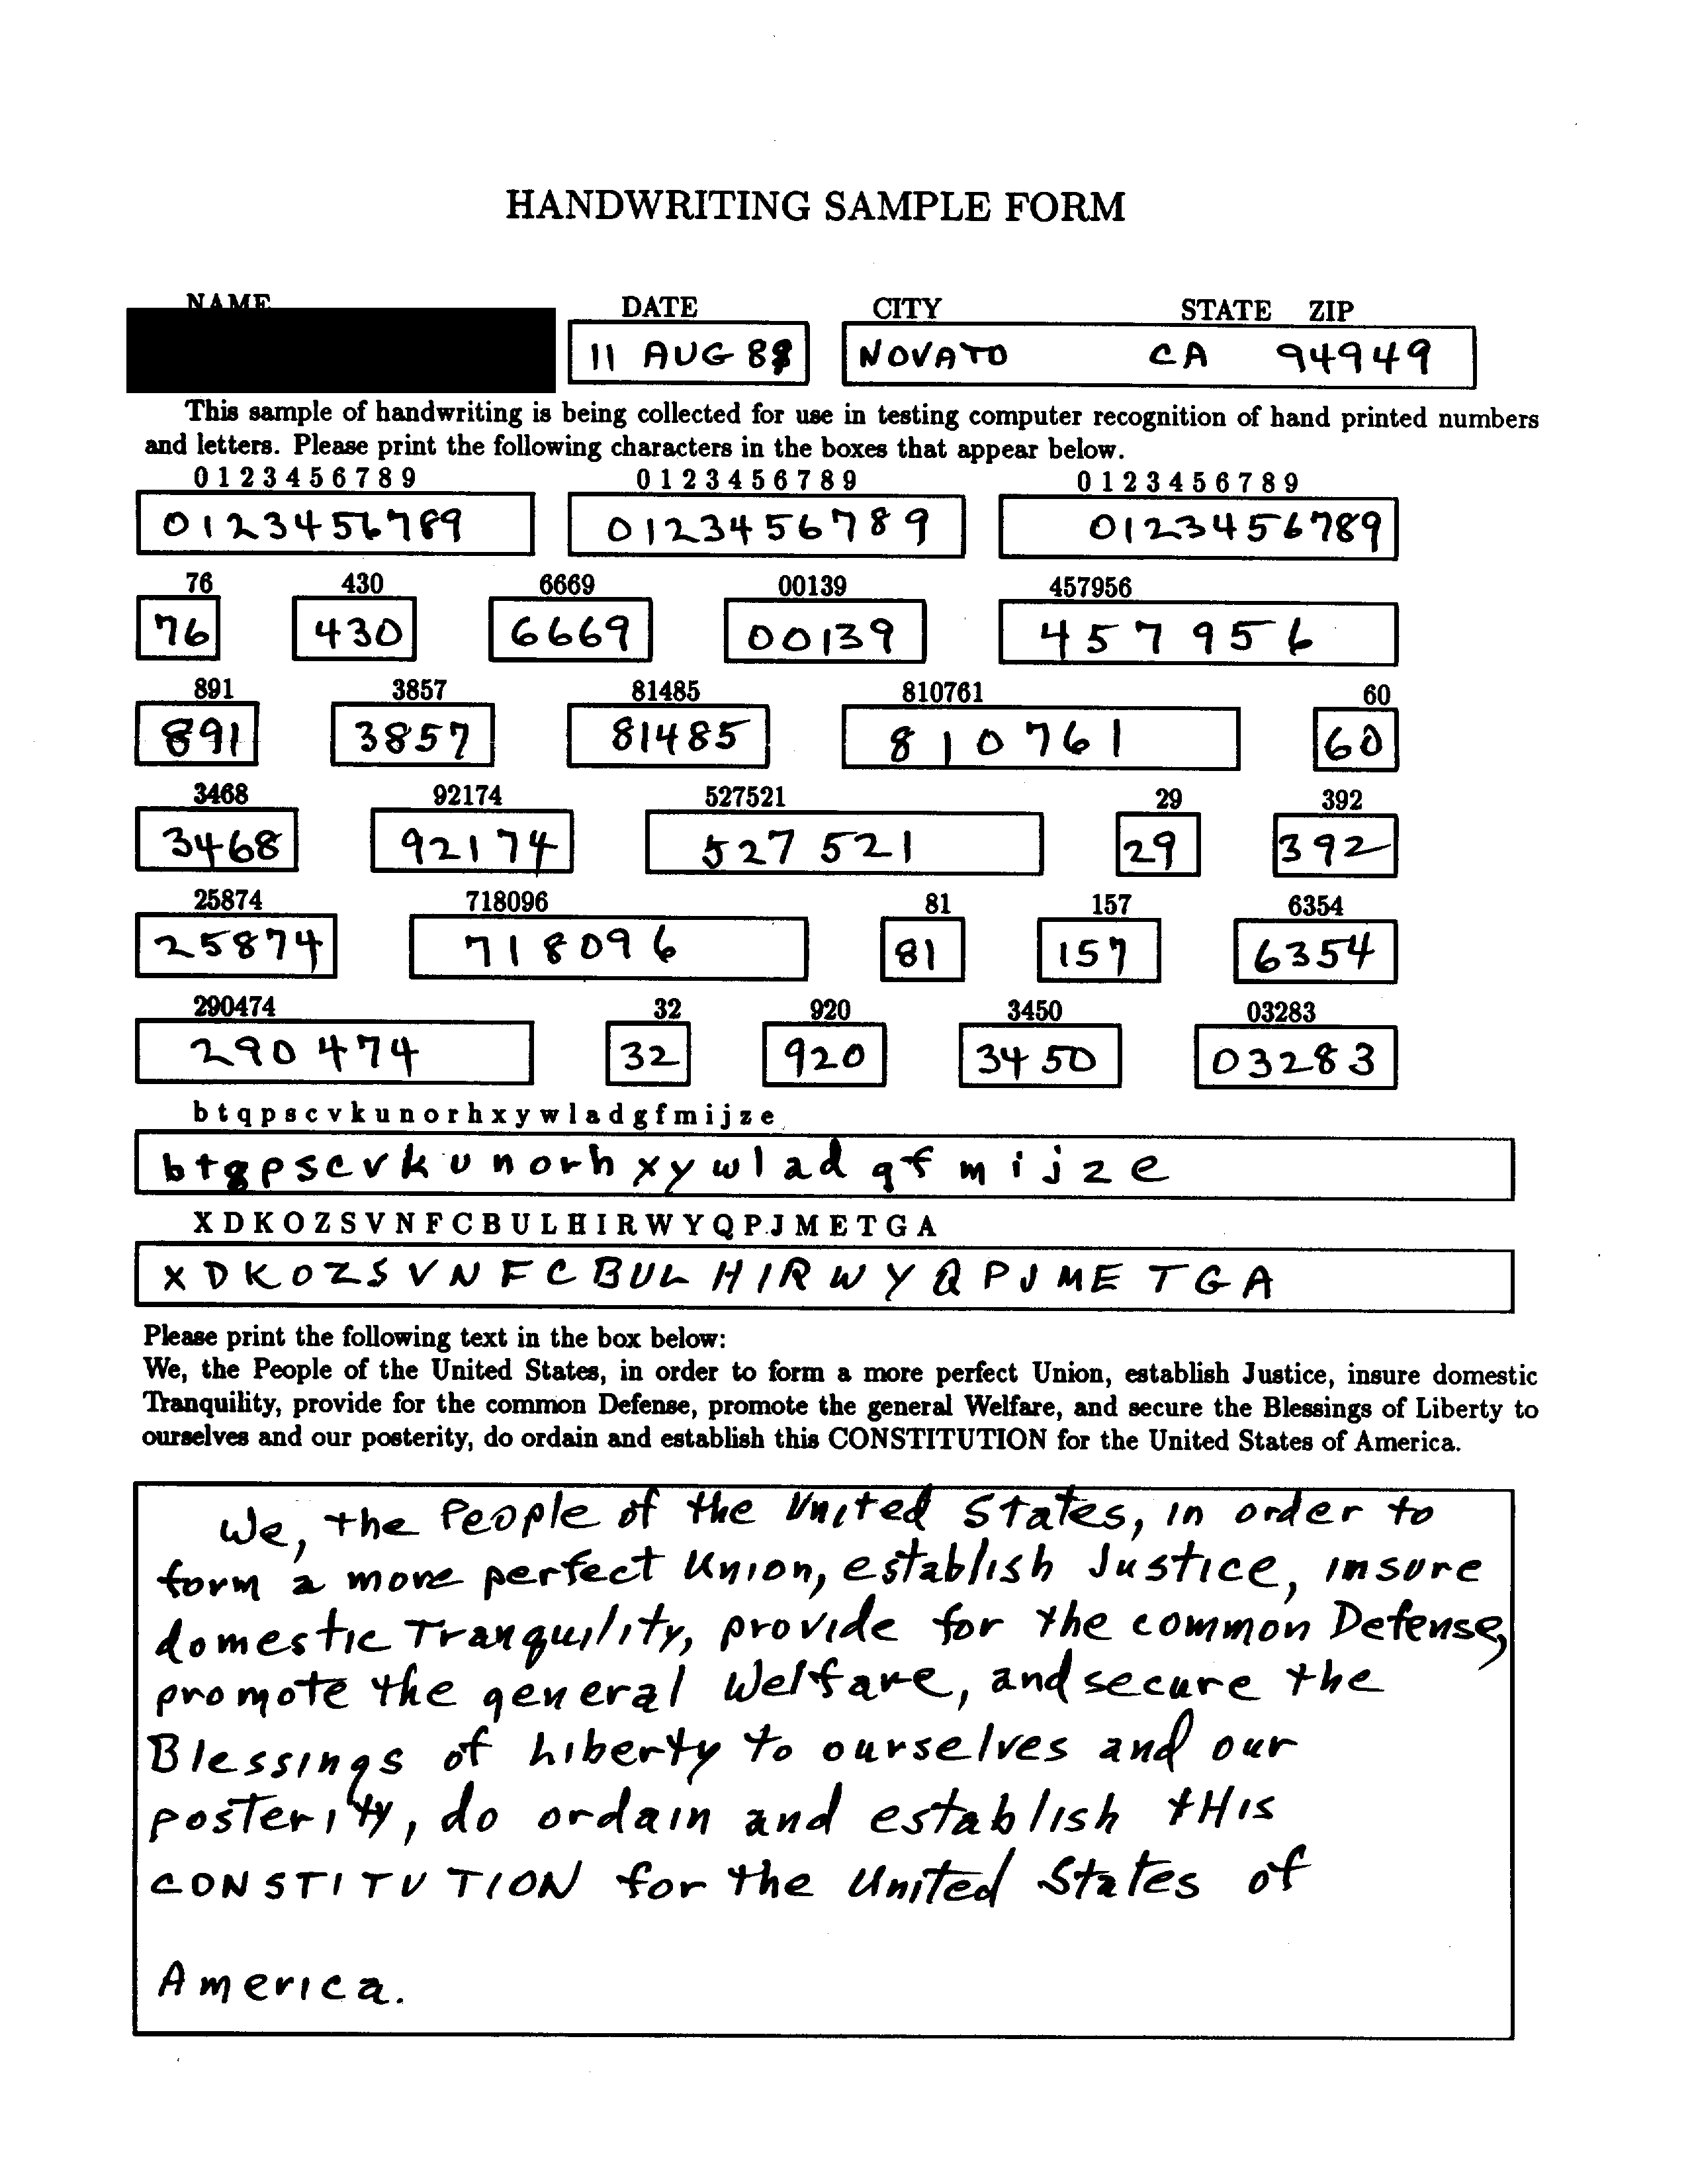 HANDWRITING SAMPLE FORM
NAME DATE CITY STATE ZIP
11 AUG 89 NOVATO CA 94949
This sample of handwriting is being collected for use in testing computer recognition of hand printed numbers
and letters. Please print the following characters in the boxes that appear below.
0 1 2 3 4 5 6 7 8 9 0 1 2 3 4 5 6 7 8 9 0 1 2 3 4 5 6 7 8 9
0123456789 0123456789 0123456789
76 430 6669 00139 457956
76 430 6669 00139 457956
891 3857 81485 810761 60
891 3857 81485 810761 60
3468 92174 527521 29 392
3468 92174 527521 29 392
25874 718096 81 157 6354
25874 718096 81 157 6354
290474 32 920 3450 03283
290474 32 920 3450 03283
b t q p s c v k u n o r h x y w l a d g f m i j z e
b t g p s c v k u n o r h x y w l a d g f m i j z e
X D K O Z S V N F C B U L H I R W Y Q P J M E T G A
X D K O Z S V N F C B U L H I R W Y Q P J M E T G A
Please print the following text in the box below:
We, the People of the United States, in order to form a more perfect Union, establish Justice, insure domestic
Tranquility, provide for the common Defense, promote the general Welfare, and secure the Blessings of Liberty to
ourselves and our posterity, do ordain and establish this CONSTITUTION for the United States of America.
We, the People of the United States, in order to
form a more perfect Union, establish Justice, insure
domestic Tranquility, provide for the common Defense,
promote the general Welfare, and secure the
Blessings of Liberty to ourselves and our
posterity, do ordain and establish tHis
CONSTITUTION for the United States of
America.